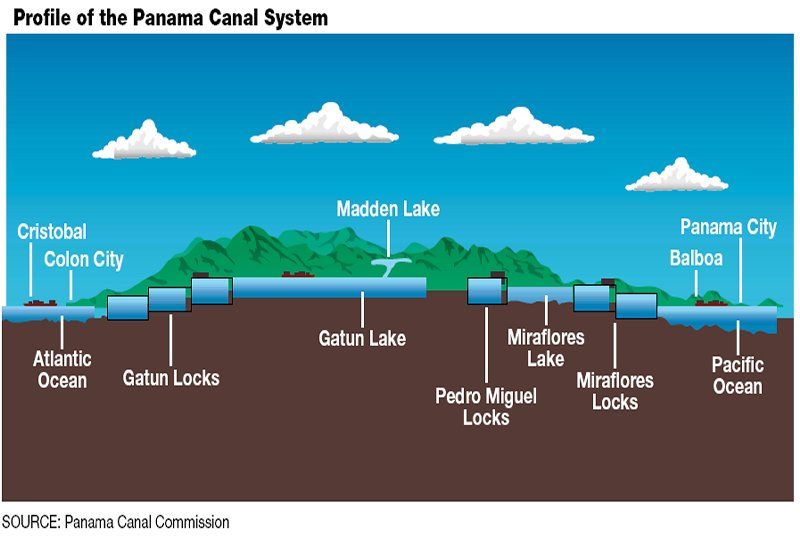 Profile of the Panama Canal System
Madden Lake
Cristobal
Colon City
Panama City
Balboa
Gatun Lake
Miraflores
Lake
Atlantic
Ocean
Gatun Locks
Pedro Miguel
Locks
Miraflores
Locks
Pacific
Ocean
SOURCE: Panama Canal Commission